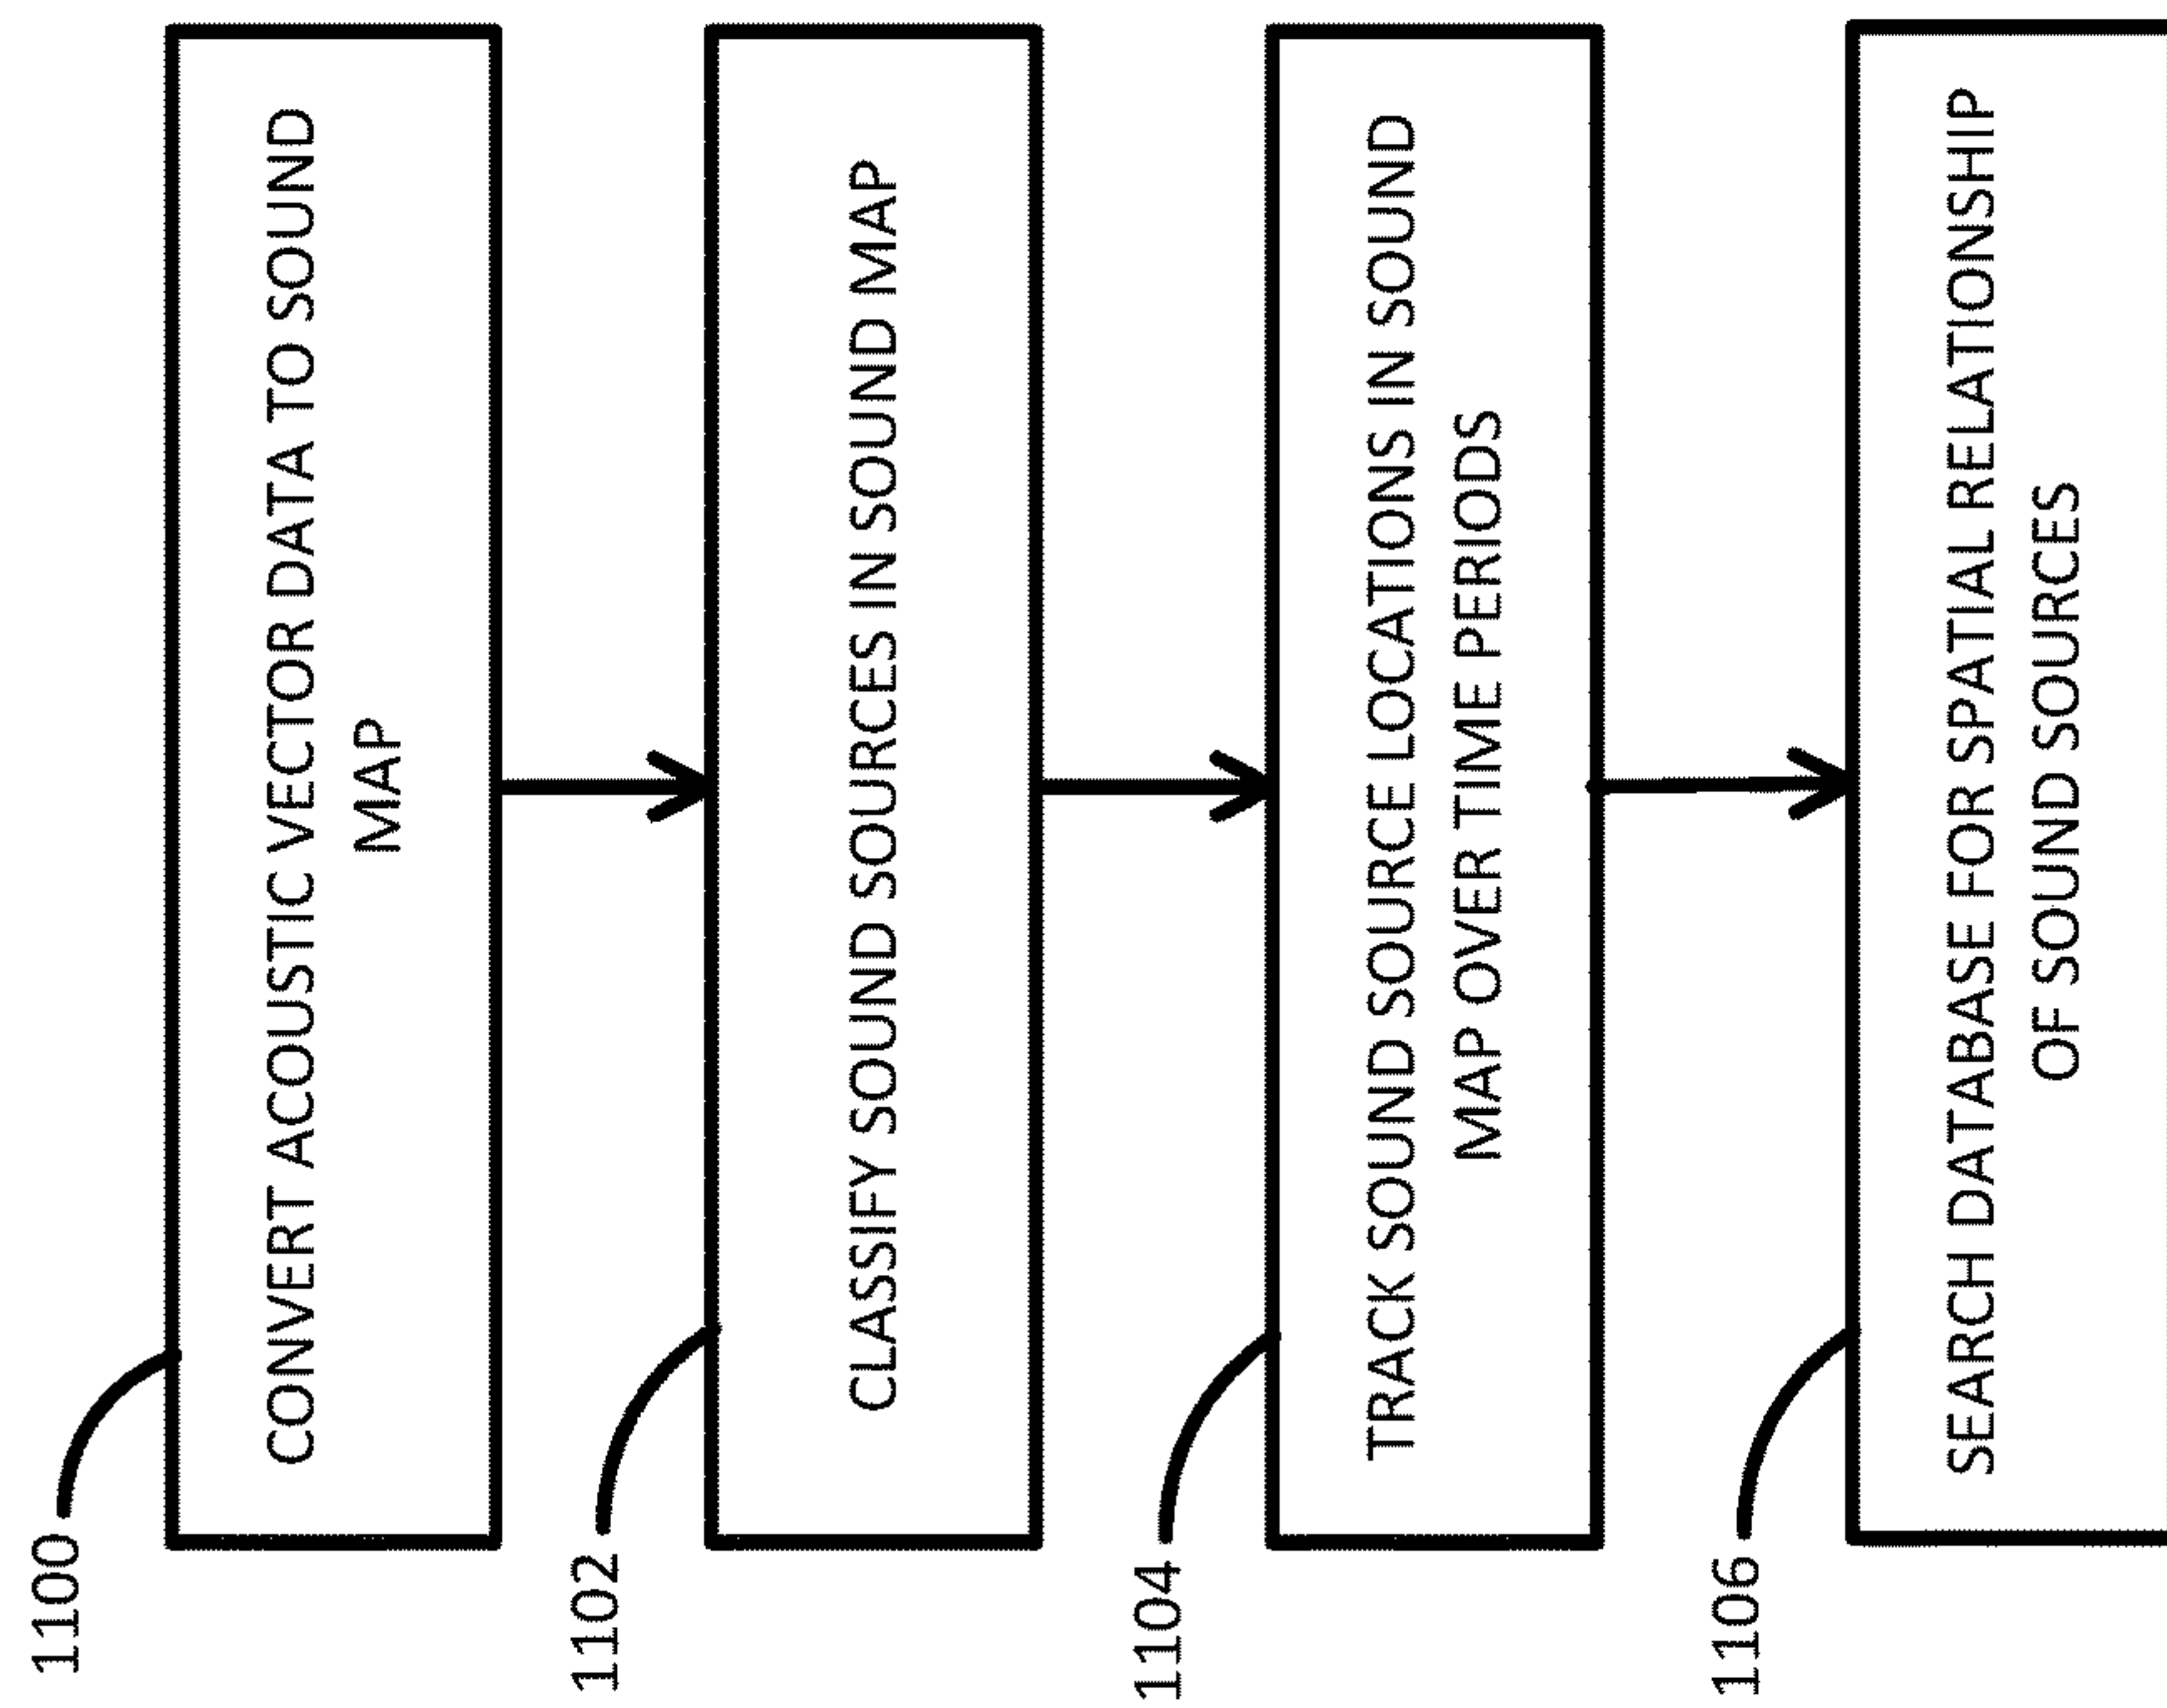 1100
CONVERT ACOUSTIC VECTOR DATA TO SOUND
MAP
1102
CLASSIFY SOUND SOURCES IN SOUND MAP
1104
TRACK SOUND SOURCE LOCATIONS IN SOUND
MAP OVER TIME PERIODS
1106
SEARCH DATABASE FOR SPATIAL RELATIONSHIP
OF SOUND SOURCES